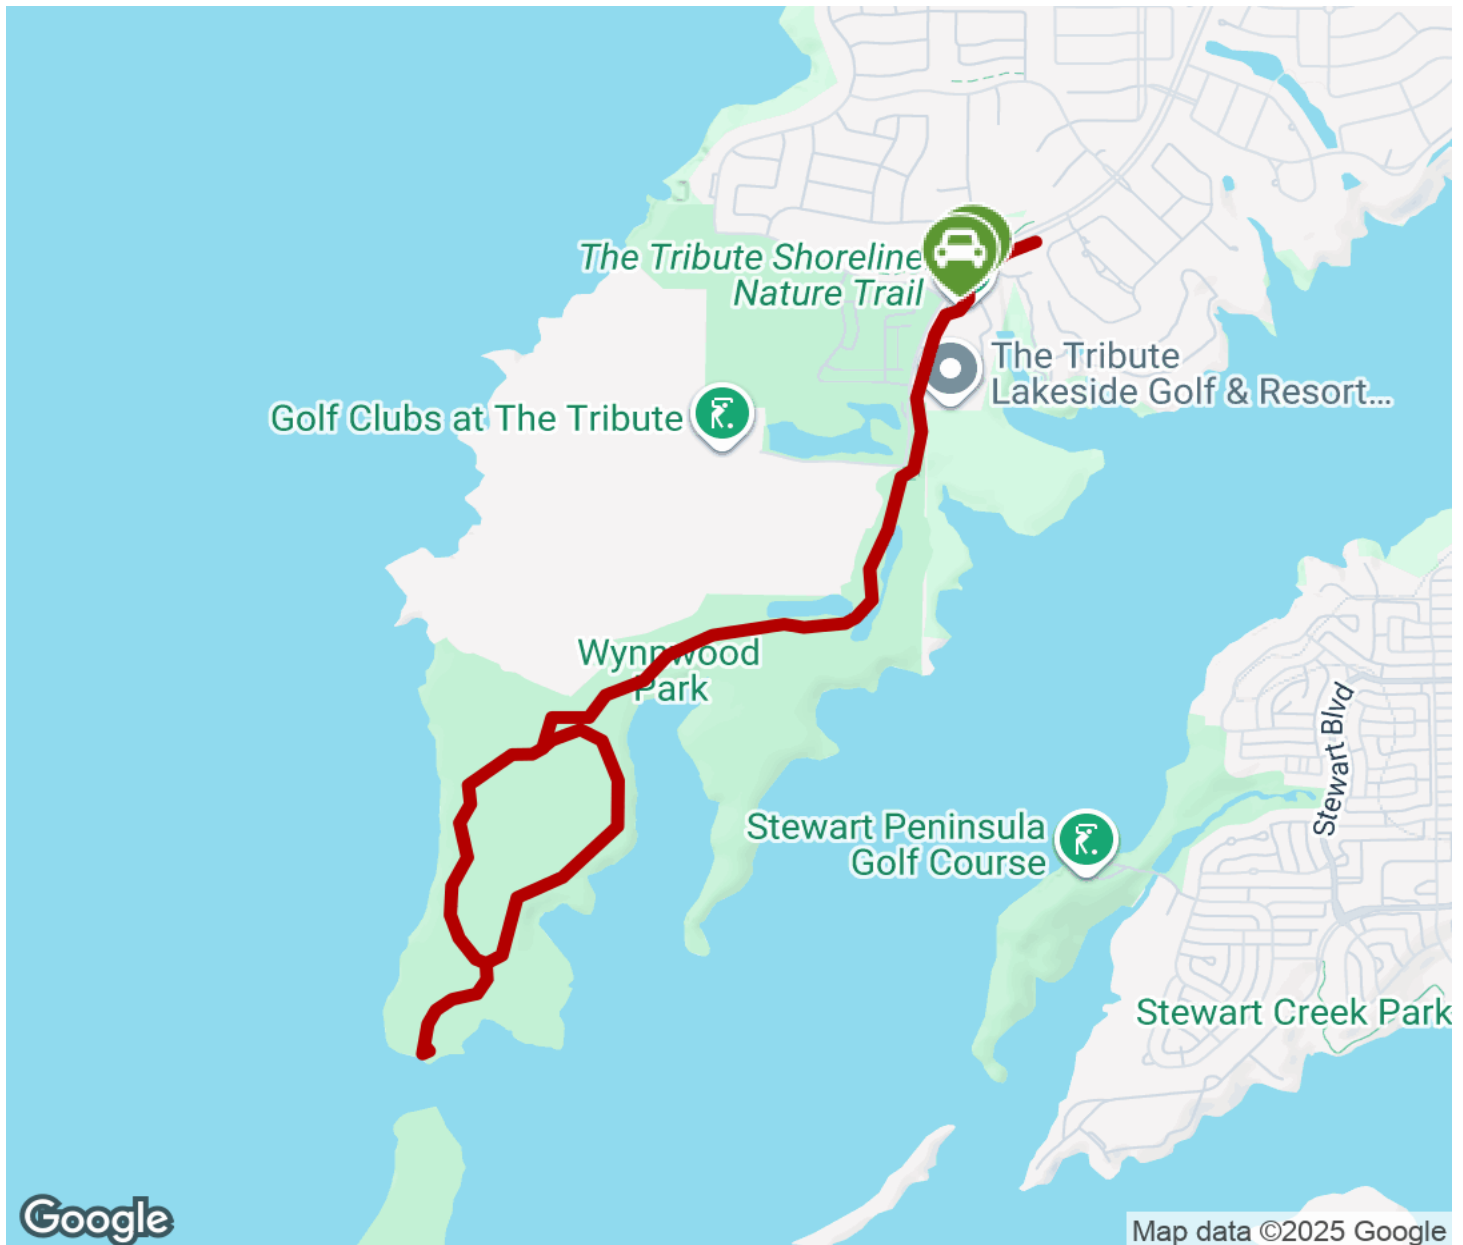 The Tribute Shoreline
Nature Trail
The Tribute
Lakeside Golf & Resort...
Golf Clubs at The Tribute
Wynnwood
Park
Stewart Blvd
Stewart Peninsula
Golf Course
Stewart Creek Park
Google
Map data ©2025 Google